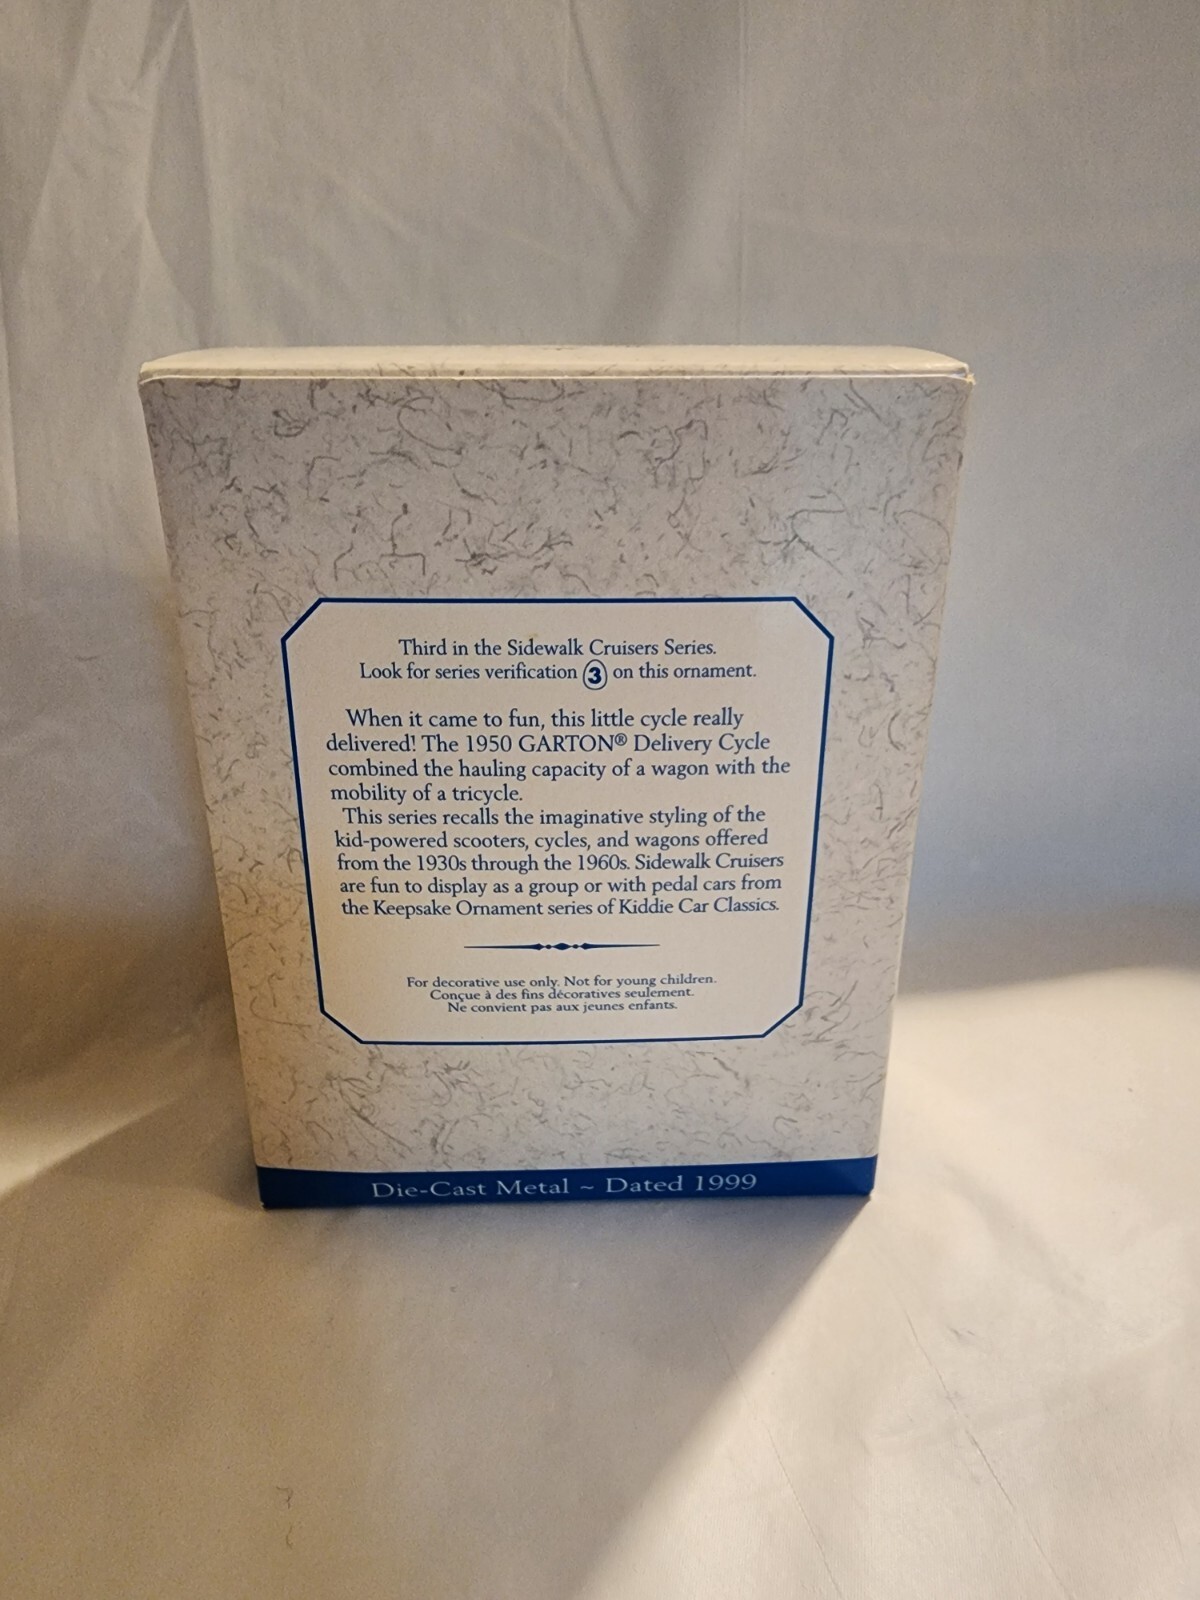 Third in the Sidewalk Cruisers Series.
Look for series verification 3 on this ornament.
When it came to fun, this little cycle really
delivered! The 1950 GARTON® Delivery Cycle
combined the hauling capacity of a wagon with the
mobility of a tricycle.
This series recalls the imaginative styling of the
kid-powered scooters, cycles, and wagons offered
from the 1930s through the 1960s. Sidewalk Cruisers
are fun to display as a group or with pedal cars from
the Keepsake Ornament series of Kiddie Car Classics.
For decorative use only. Not for young children.
Conçue à des fins décoratives seulement.
Ne convient pas aux jeunes enfants.
Die-Cast Metal ~ Dated 1999